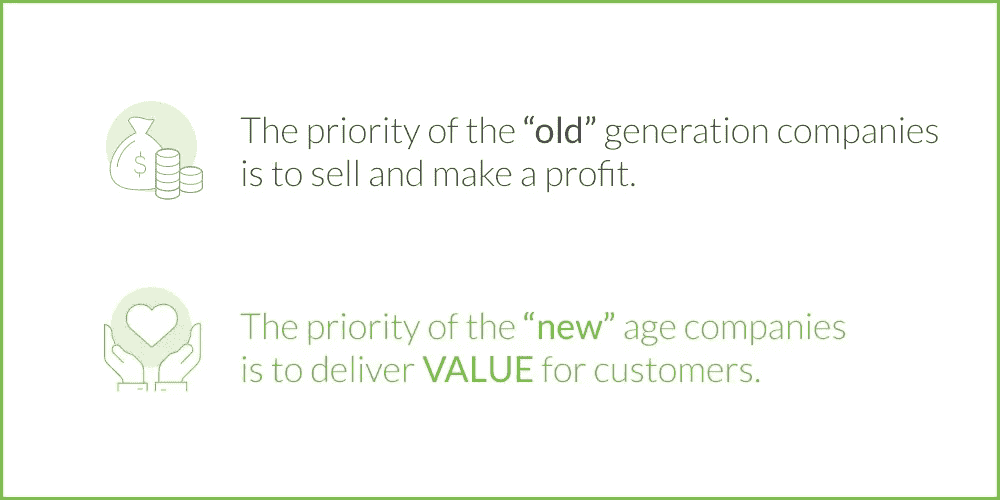 The priority of the “old” generation companies
is to sell and make a profit.
The priority of the “new” age companies
is to deliver VALUE for customers.